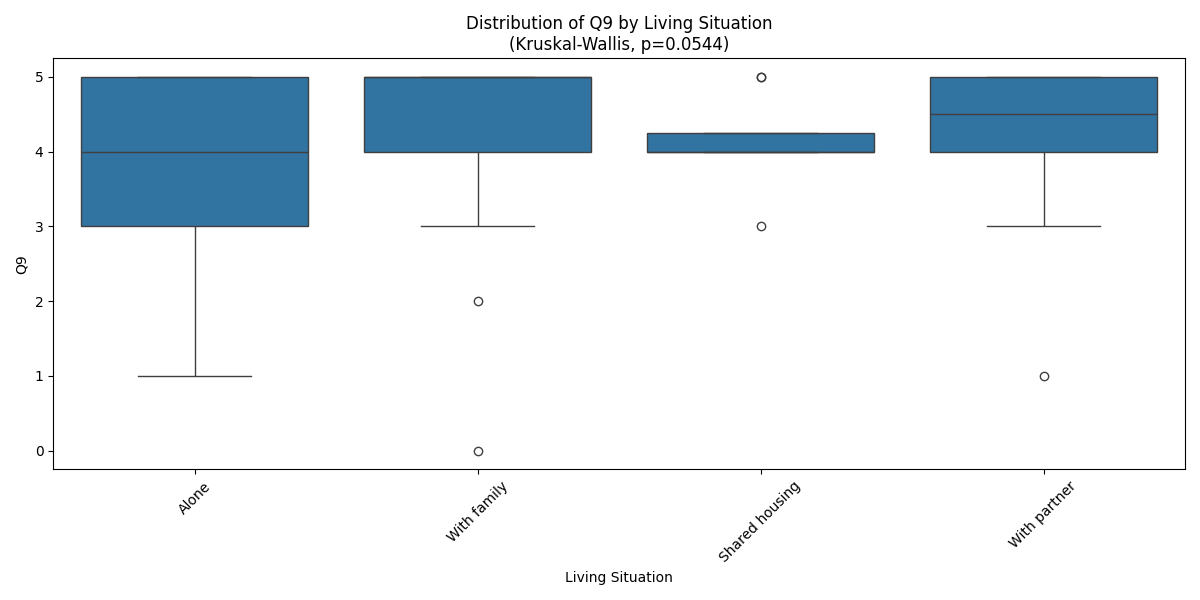 Distribution of Q9 by Living Situation
(Kruskal-Wallis, p=0.0544)
Q9
5
4
3
2
1
0
Alone
With family
Shared housing
With partner
Living Situation